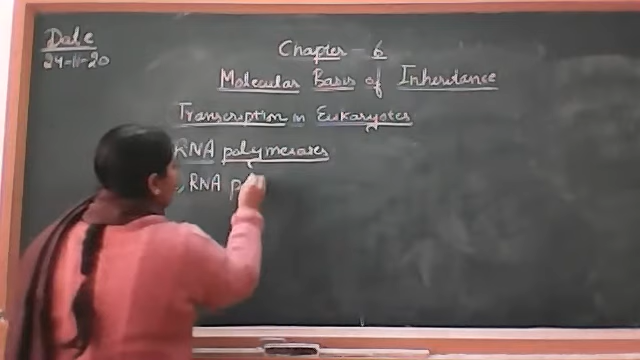 Date
24-11-20
Chapter - 6
Molecular Basis of Inheritance
Transcription in Eukaryotes
RNA polymerases
RNA